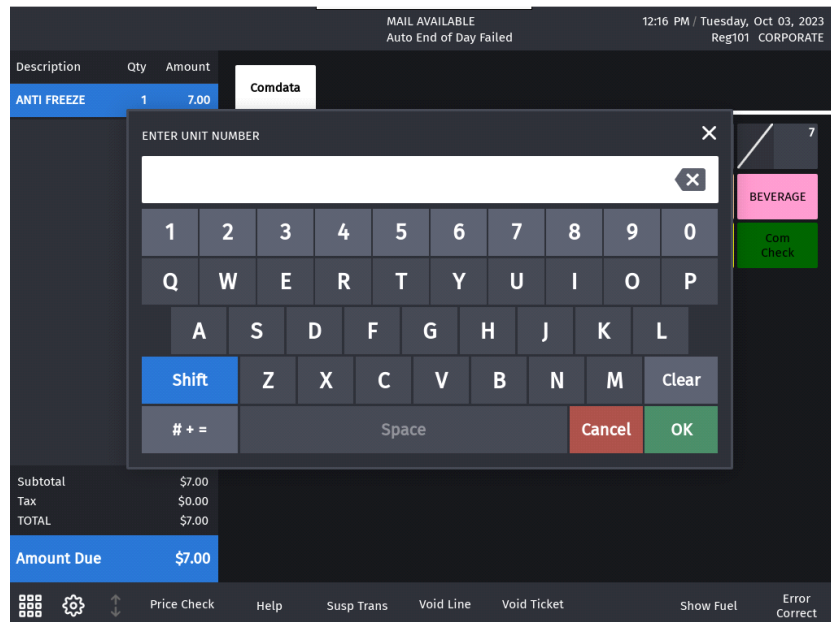 MAIL AVAILABLE
Auto End of Day Failed
12:16 PM / Tuesday, Oct 03, 2023
Reg101 CORPORATE
Description Qty Amount
ANTI FREEZE 1 7.00
Comdata
7
BEVERAGE
Com
Check
ENTER UNIT NUMBER
1 2 3 4 5 6 7 8 9 0
Q W E R T Y U I O P
A S D F G H J K L
Shift Z X C V B N M Clear
# + = Space Cancel OK
Subtotal $7.00
Tax $0.00
TOTAL $7.00
Amount Due $7.00
Price Check Help Susp Trans Void Line Void Ticket Show Fuel Error
Correct